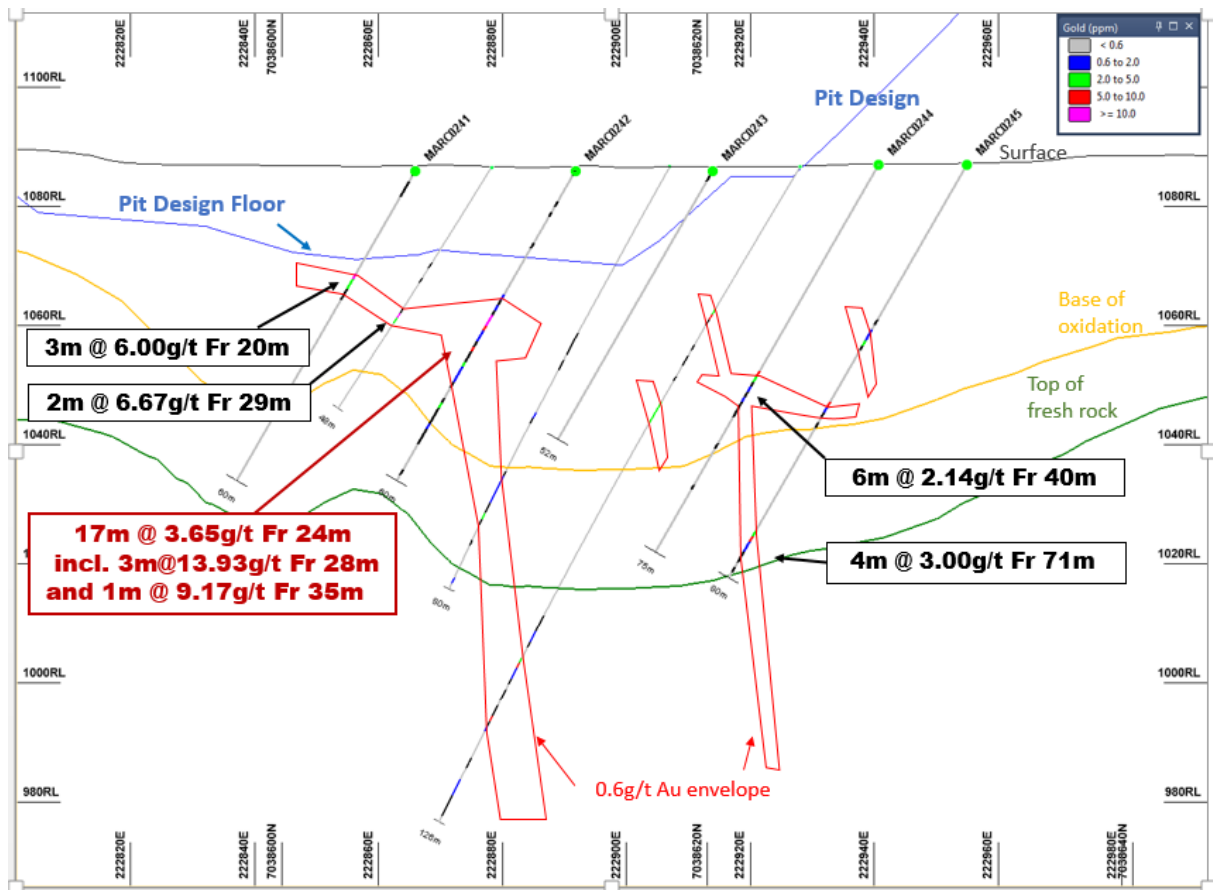 222820E
222840E
7038600N
222860E
222880E
222900E
7038620N
222920E
222940E
222960E
Gold (ppm)
< 0.6
0.6 to 2.0
2.0 to 5.0
5.0 to 10.0
>= 10.0
1100RL
1100RL
Pit Design
MARC0241
MARC0242
MARC0243
MARC0244
MARC0245
Surface
1080RL
1080RL
Pit Design Floor
1060RL
1060RL
Base of
oxidation
3m @ 6.00g/t Fr 20m
2m @ 6.67g/t Fr 29m
Top of
fresh rock
48m
1040RL
1040RL
52m
60m
60m
6m @ 2.14g/t Fr 40m
17m @ 3.65g/t Fr 24m
incl. 3m@13.93g/t Fr 28m
and 1m @ 9.17g/t Fr 35m
75m
4m @ 3.00g/t Fr 71m
1020RL
80m
80m
1000RL
1000RL
0.6g/t Au envelope
980RL
980RL
126m
222820E
222840E
7038600N
222860E
222880E
222900E
7038620N
222920E
222940E
222960E
222980E
7038640N